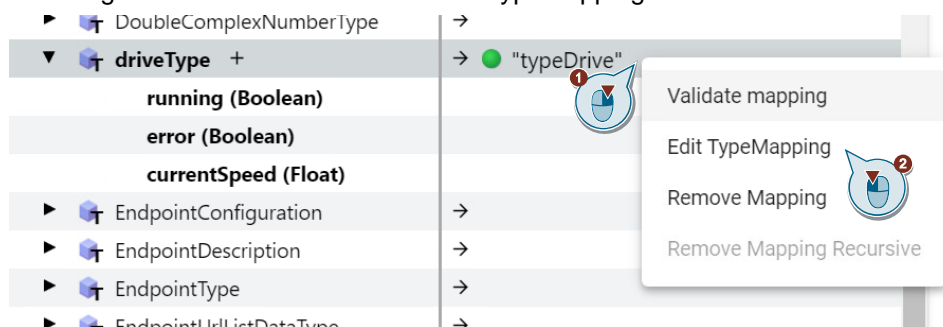 DoubleComplexNumberType →
driveType + → "typeDrive"
1
running (Boolean)
Validate mapping
error (Boolean)
Edit TypeMapping
2
currentSpeed (Float)
Remove Mapping
EndpointConfiguration →
EndpointDescription →
Remove Mapping Recursive
EndpointType →
EndpointUrlListDataType →